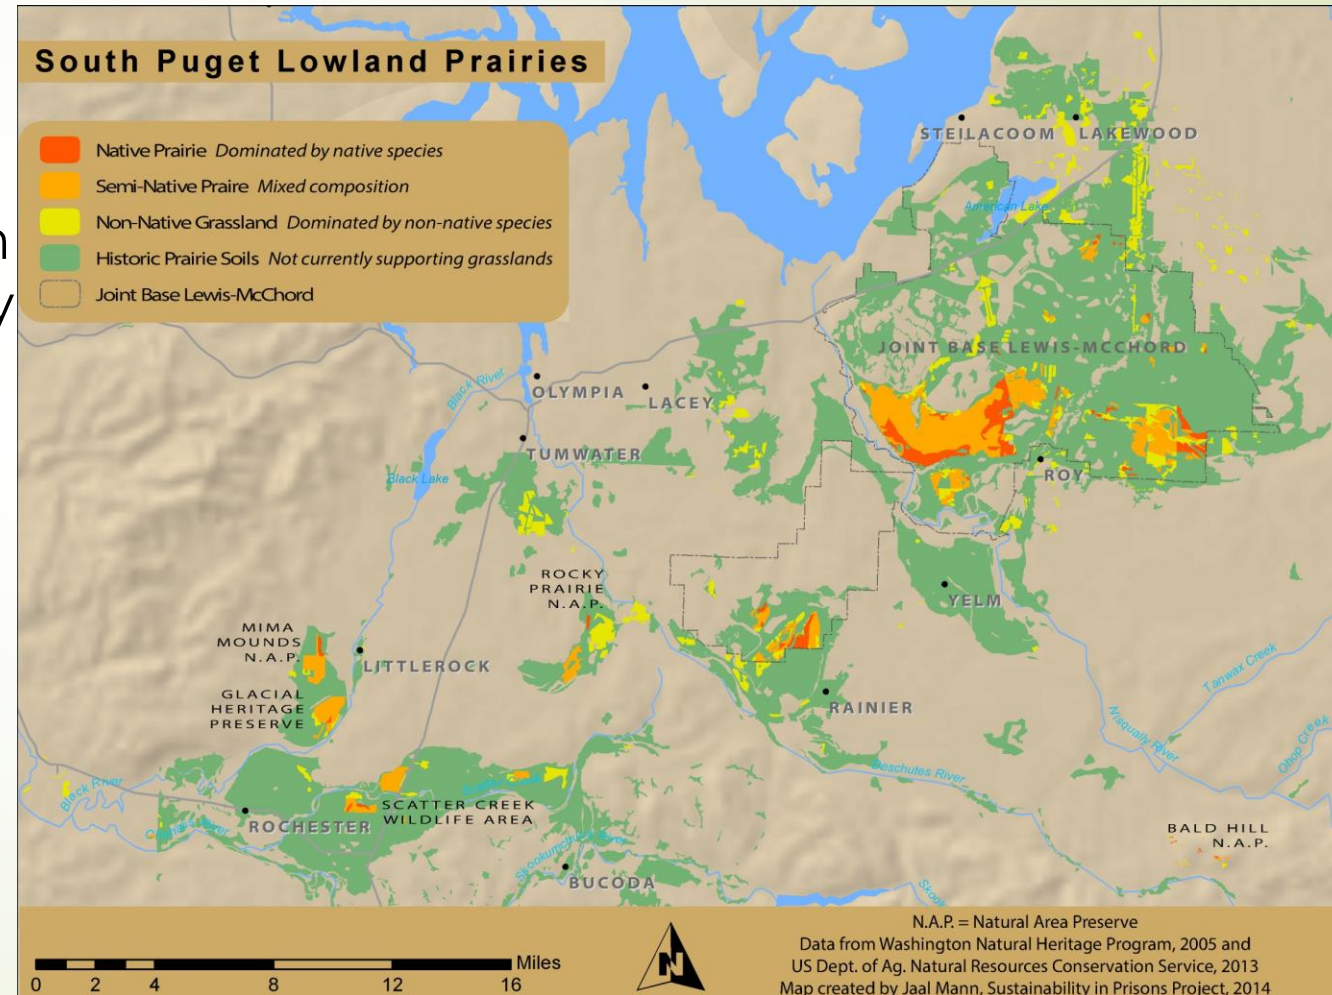 South Puget Lowland Prairies
Native Prairie Dominated by native species
Semi-Native Praire Mixed composition
Non-Native Grassland Dominated by non-native species
Historic Prairie Soils Not currently supporting grasslands
Joint Base Lewis-McChord
n
y
STEILACOOM
LAKEWOOD
American Lake
JOINT BASE LEWIS-MCCHORD
Black River
OLYMPIA
LACEY
TUMWATER
Black Lake
ROY
ROCKY
PRAIRIE
N.A.P.
YELM
MIMA
MOUNDS
N.A.P.
LITTLEROCK
GLACIAL
HERITAGE
PRESERVE
RAINIER
Tanwax Creek
Nisqually River
Ohop Creek
Deschutes River
Black River
SCATTER CREEK
WILDLIFE AREA
ROCHESTER
Skookumchuck River
BUCODA
BALD HILL
N.A.P.
Skook
Miles
0 2 4 8 12 16
N
N.A.P. = Natural Area Preserve
Data from Washington Natural Heritage Program, 2005 and
US Dept. of Ag. Natural Resources Conservation Service, 2013
Map created by Jaal Mann, Sustainability in Prisons Project, 2014